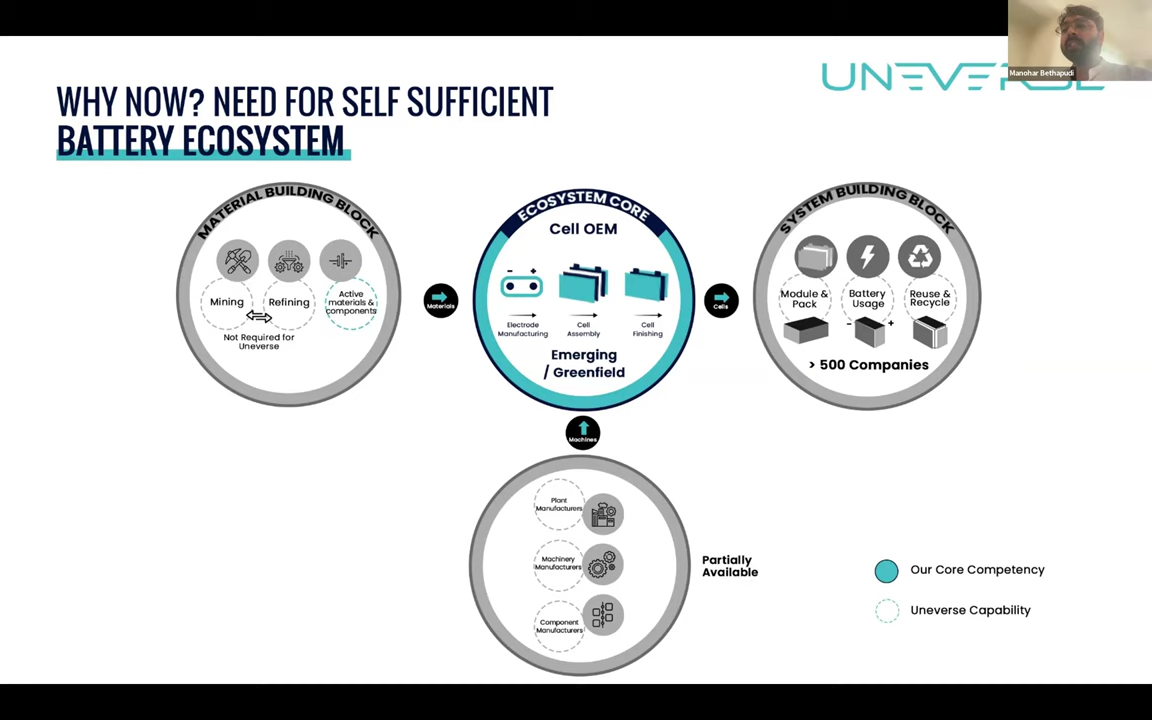 Manohar Bethapudi
WHY NOW? NEED FOR SELF SUFFICIENT
BATTERY ECOSYSTEM
MATERIAL BUILDING BLOCK
Mining
Refining
Active
materials &
components
Not Required for
Uneverse
Materials
ECOSYSTEM CORE
Cell OEM
- +
Electrode
Manufacturing
Cell
Assembly
Cell
Finishing
Emerging
/ Greenfield
Cells
SYSTEM BUILDING BLOCK
Module &
Pack
Battery
Usage
Reuse &
Recycle
- +
> 500 Companies
Machines
Plant
Manufacturers
Machinery
Manufacturers
Component
Manufacturers
Partially
Available
Our Core Competency
Uneverse Capability